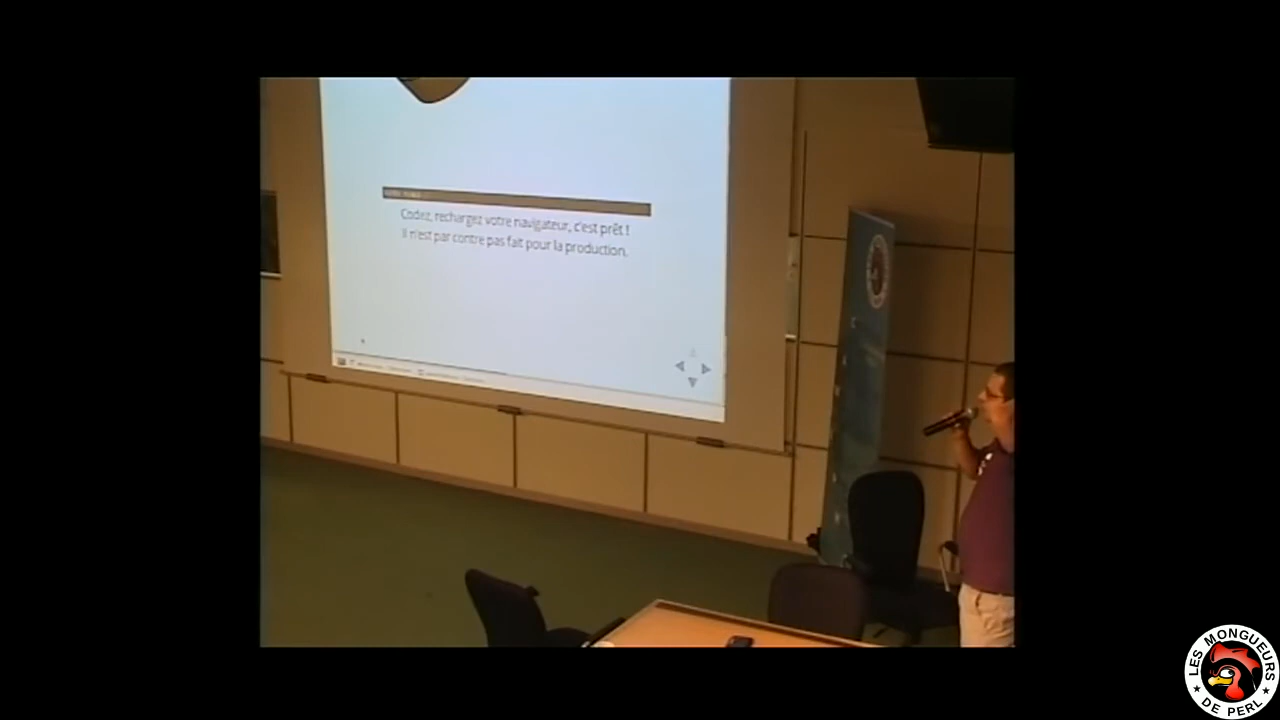 Codez, rechargez votre navigateur, c'est prêt !
Il n'est par contre pas fait pour la production.
LES MONGUEURS
DE PERL